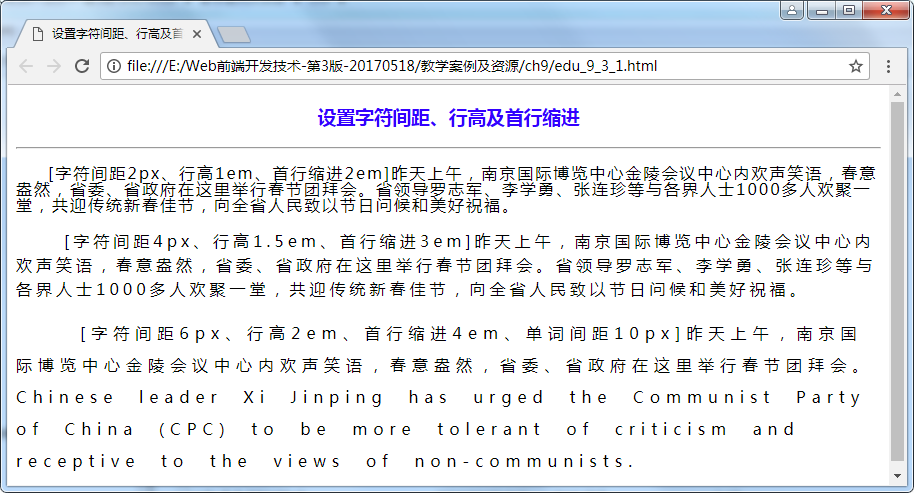 设置字符间距、行高及首
file:///E:/Web前端开发技术-第3版-20170518/教学案例及资源/ch9/edu_9_3_1.html
设置字符间距、行高及首行缩进
[字符间距2px、行高1em、首行缩进2em]昨天上午，南京国际博览中心金陵会议中心内欢声笑语，春意
盎然，省委、省政府在这里举行春节团拜会。省领导罗志军、李学勇、张连珍等与各界人士1000多人欢聚一
堂，共迎传统新春佳节，向全省人民致以节日问候和美好祝福。
[字符间距4px、行高1.5em、首行缩进3em]昨天上午，南京国际博览中心金陵会议中心内
欢声笑语，春意盎然，省委、省政府在这里举行春节团拜会。省领导罗志军、李学勇、张连珍等与
各界人士1000多人欢聚一堂，共迎传统新春佳节，向全省人民致以节日问候和美好祝福。
[字符间距6px、行高2em、首行缩进4em、单词间距10px]昨天上午，南京国
际博览中心金陵会议中心内欢声笑语，春意盎然，省委、省政府在这里举行春节团拜会。
Chinese leader Xi Jinping has urged the Communist Party
of China (CPC) to be more tolerant of criticism and
receptive to the views of non-communists.